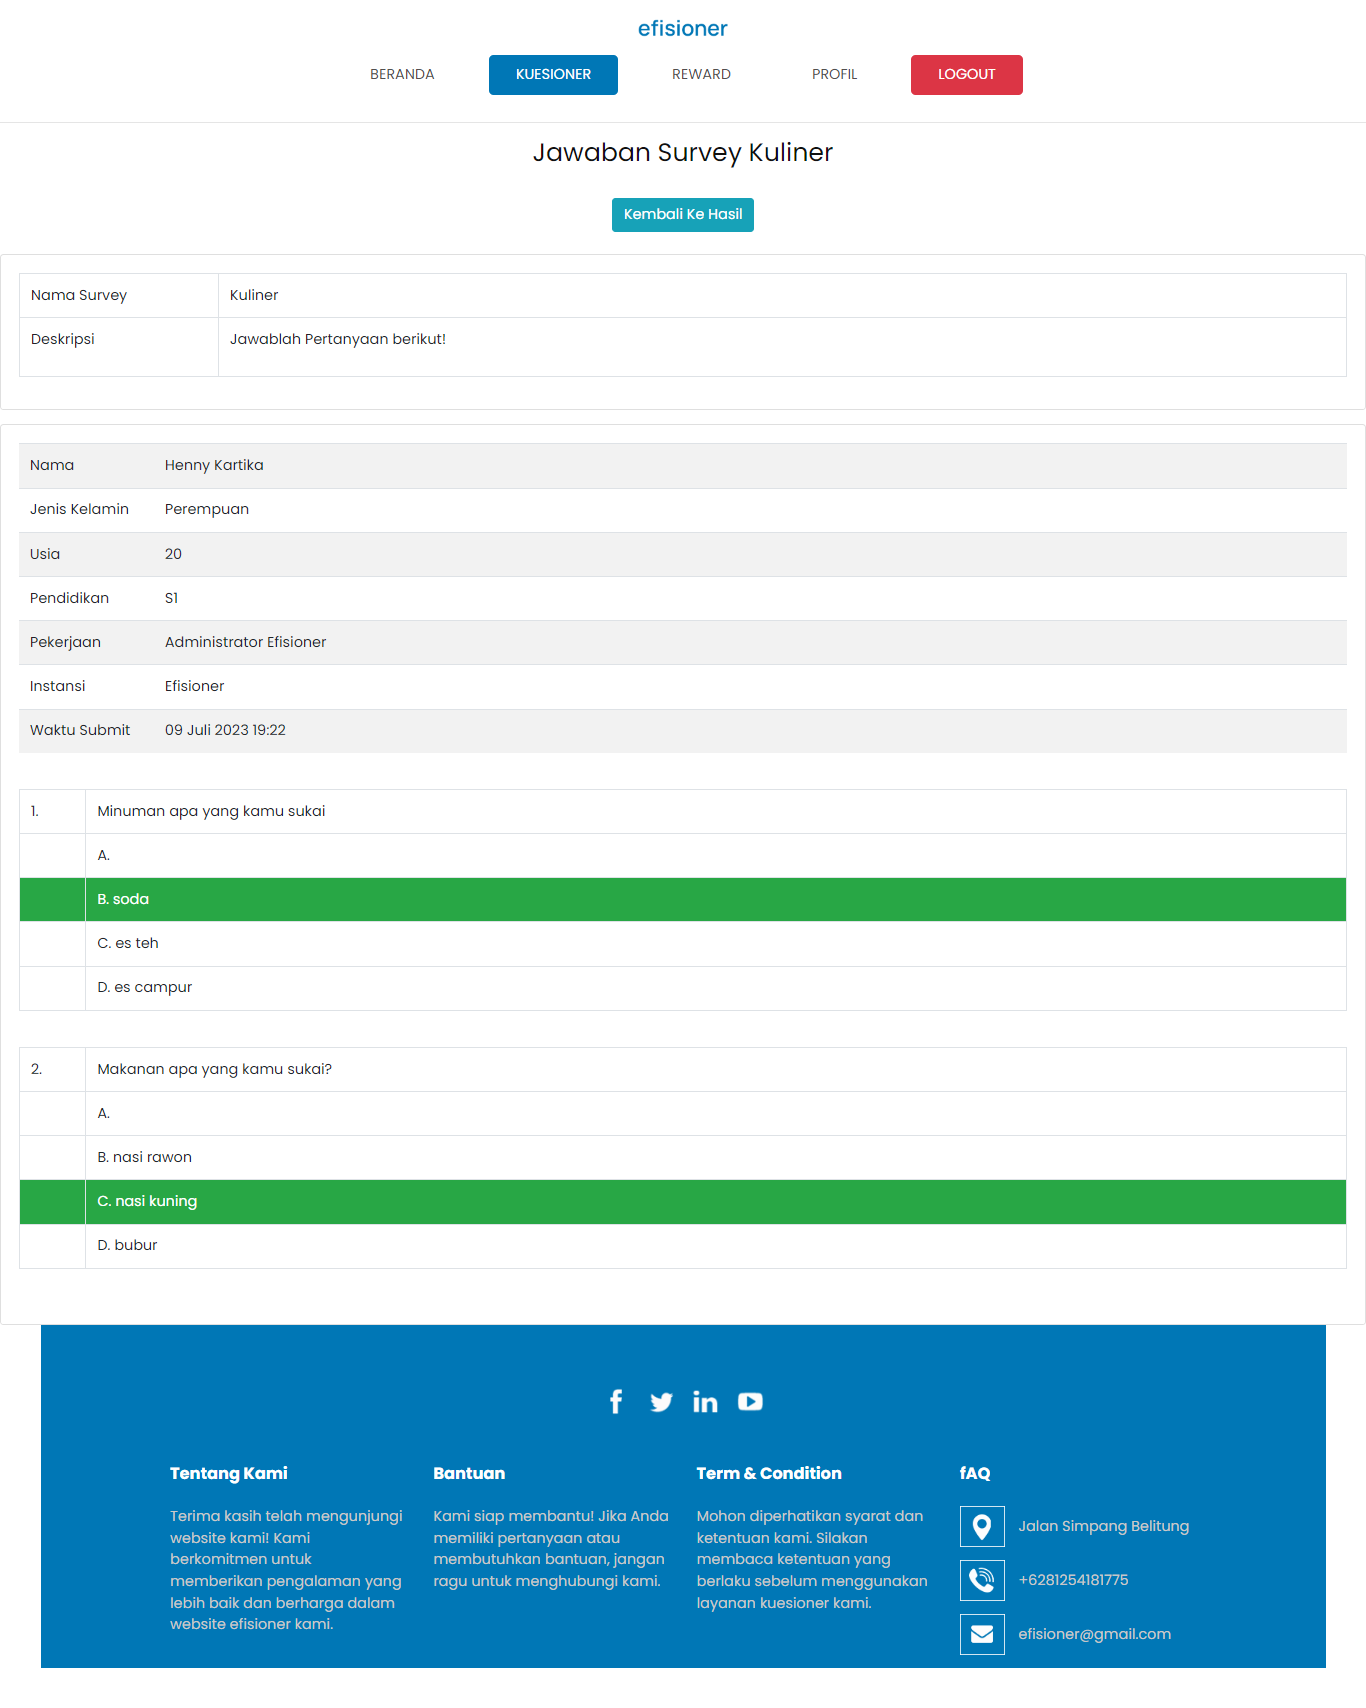 efisioner
BERANDA KUESIONER REWARD PROFIL LOGOUT
Jawaban Survey Kuliner
Kembali Ke Hasil
Nama Survey Kuliner
Deskripsi Jawablah Pertanyaan berikut!
Nama Henny Kartika
Jenis Kelamin Perempuan
Usia 20
Pendidikan S1
Pekerjaan Administrator Efisioner
Instansi Efisioner
Waktu Submit 09 Juli 2023 19:22
1. Minuman apa yang kamu sukai
A.
B. soda
C. es teh
D. es campur
2. Makanan apa yang kamu sukai?
A.
B. nasi rawon
C. nasi kuning
D. bubur
Tentang Kami
Terima kasih telah mengunjungi
website kami! Kami
berkomitmen untuk
memberikan pengalaman yang
lebih baik dan berharga dalam
website efisioner kami.
Bantuan
Kami siap membantu! Jika Anda
memiliki pertanyaan atau
membutuhkan bantuan, jangan
ragu untuk menghubungi kami.
Term & Condition
Mohon diperhatikan syarat dan
ketentuan kami. Silakan
membaca ketentuan yang
berlaku sebelum menggunakan
layanan kuesioner kami.
fAQ
Jalan Simpang Belitung
+6281254181775
efisioner@gmail.com